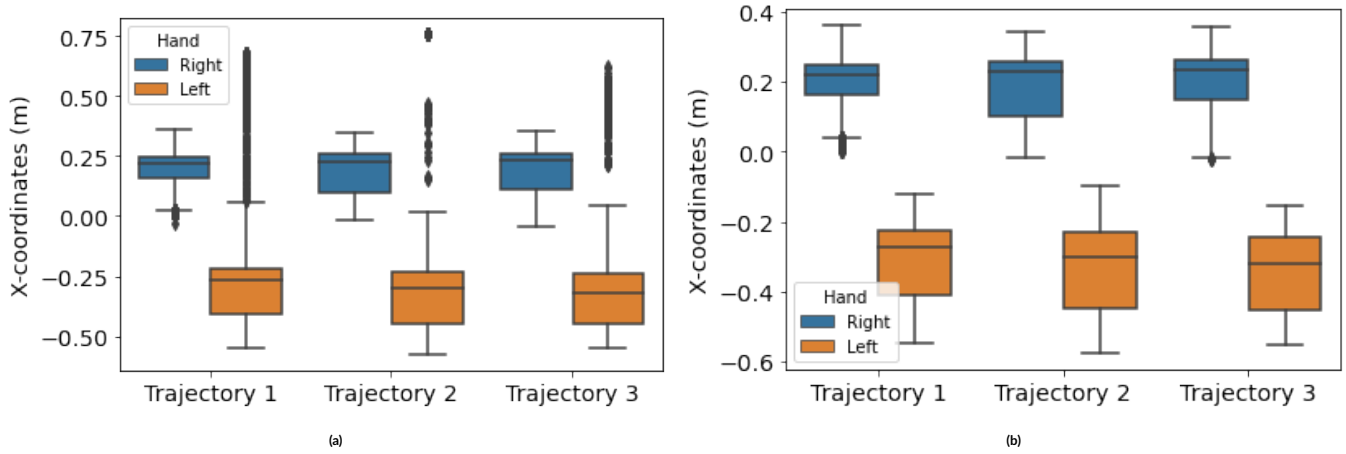 X-coordinates (m)
0.75
0.50
0.25
0.00
−0.25
−0.50
Hand
Right
Left
Trajectory 1
Trajectory 2
Trajectory 3
(a)
X-coordinates (m)
0.4
0.2
0.0
−0.2
−0.4
−0.6
Hand
Right
Left
Trajectory 1
Trajectory 2
Trajectory 3
(b)